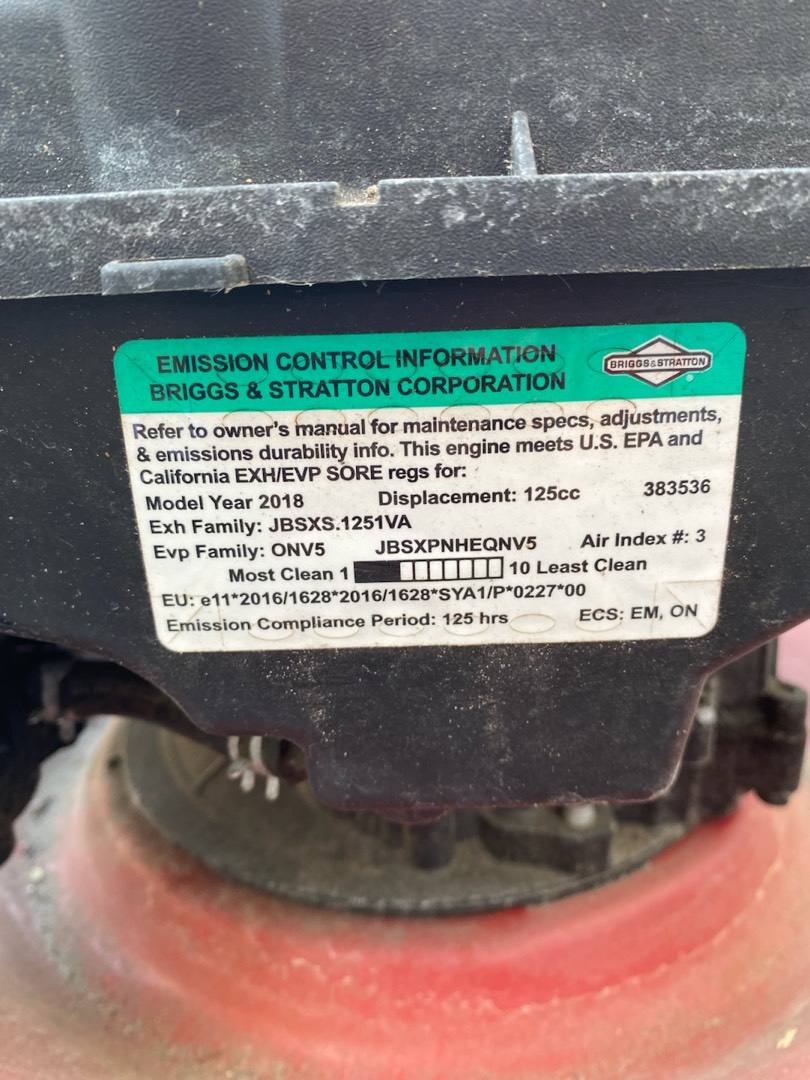 EMISSION CONTROL INFORMATION
BRIGGS & STRATTON CORPORATION
BRIGGS&STRATTON ®
Refer to owner's manual for maintenance specs, adjustments,
& emissions durability info. This engine meets U.S. EPA and
California EXH/EVP SORE regs for:
Model Year 2018 Displacement: 125cc 383536
Exh Family: JBSXS.1251VA
Evp Family: ONV5 JBSXPNHEQNV5 Air Index #: 3
Most Clean 1 10 Least Clean
EU: e11*2016/1628*2016/1628*SYA1/P*0227*00
Emission Compliance Period: 125 hrs ECS: EM, ON